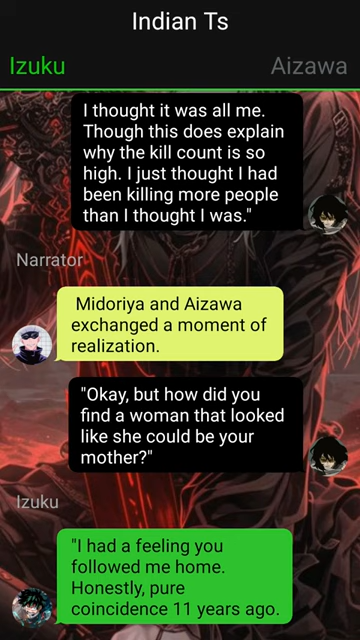 Indian Ts
Izuku
Aizawa
I thought it was all me.
Though this does explain
why the kill count is so
high. I just thought I had
been killing more people
than I thought I was."
Narrator
Midoriya and Aizawa
exchanged a moment of
realization.
"Okay, but how did you
find a woman that looked
like she could be your
mother?"
Izuku
"I had a feeling you
followed me home.
Honestly, pure
coincidence 11 years ago.